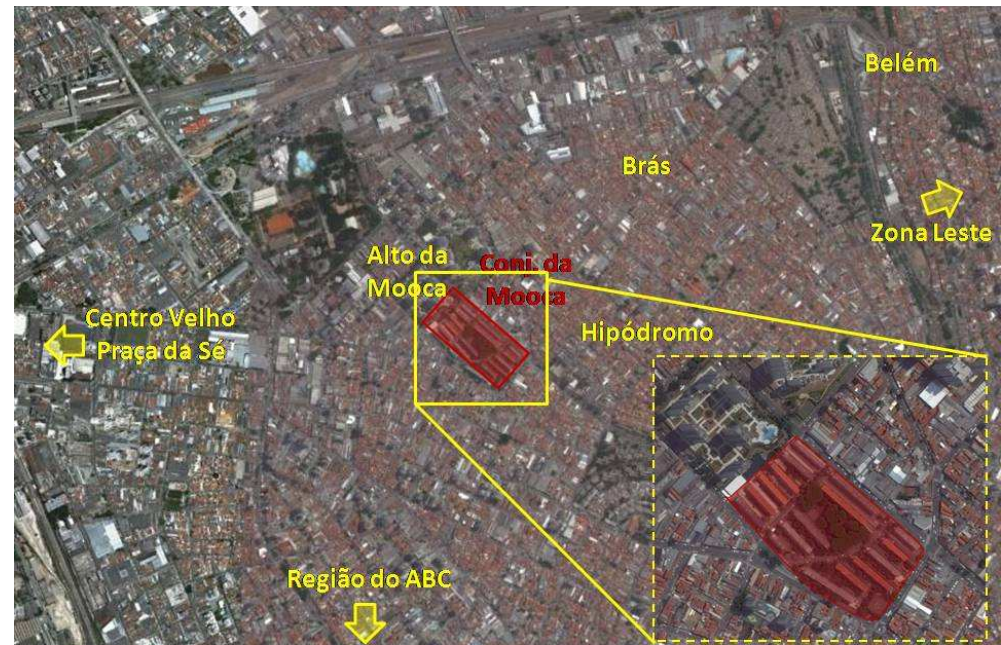 Belém
Brás
Zona Leste
Alto da
Mooca
Conj. da
Mooca
Centro Velho
Praça da Sé
Hipódromo
Região do ABC